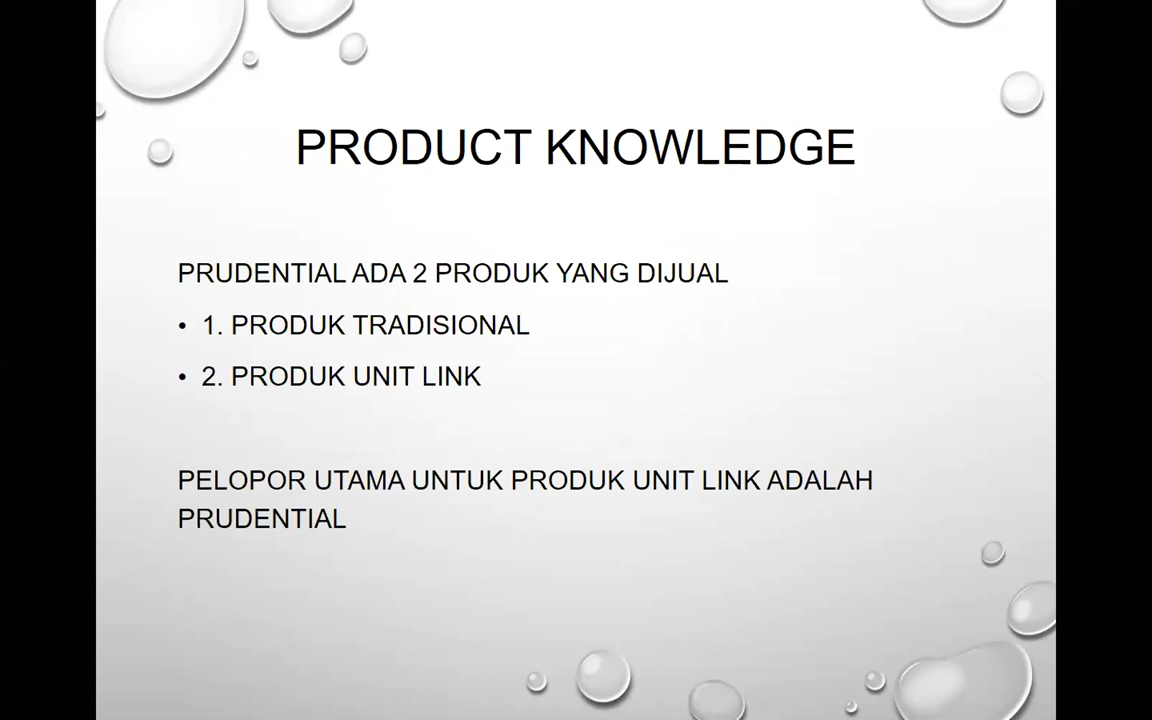 PRODUCT KNOWLEDGE
PRUDENTIAL ADA 2 PRODUK YANG DIJUAL
• 1. PRODUK TRADISIONAL
• 2. PRODUK UNIT LINK
PELOPOR UTAMA UNTUK PRODUK UNIT LINK ADALAH
PRUDENTIAL